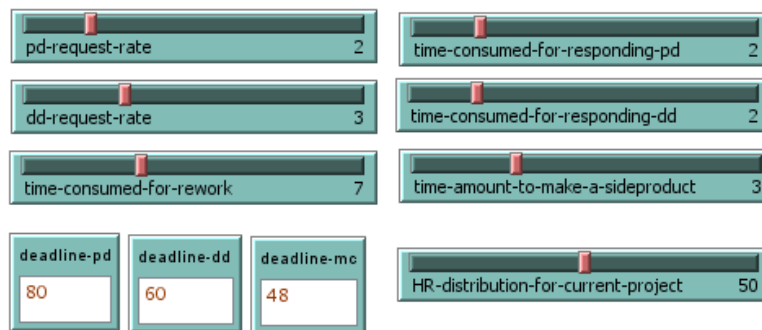 pd-request-rate 2
time-consumed-for-responding-pd 2
dd-request-rate 3
time-consumed-for-responding-dd 2
time-consumed-for-rework 7
time-amount-to-make-a-sideproduct 3
deadline-pd deadline-dd deadline-mc
80 60 48
HR-distribution-for-current-project 50